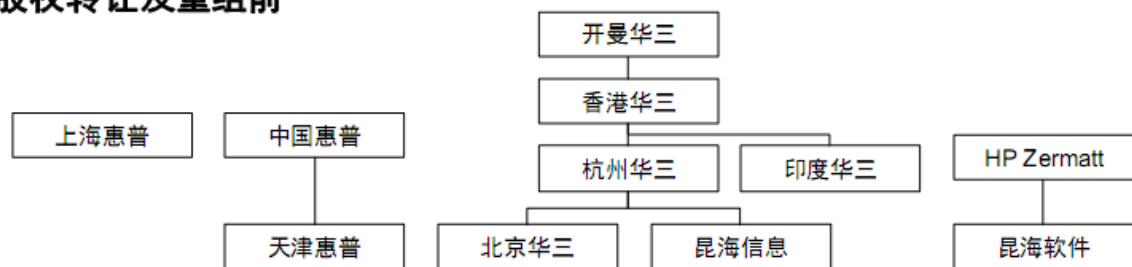 股权转让及重组前
开曼华三
香港华三
上海惠普
中国惠普
杭州华三
印度华三
HP Zermatt
天津惠普
北京华三
昆海信息
昆海软件